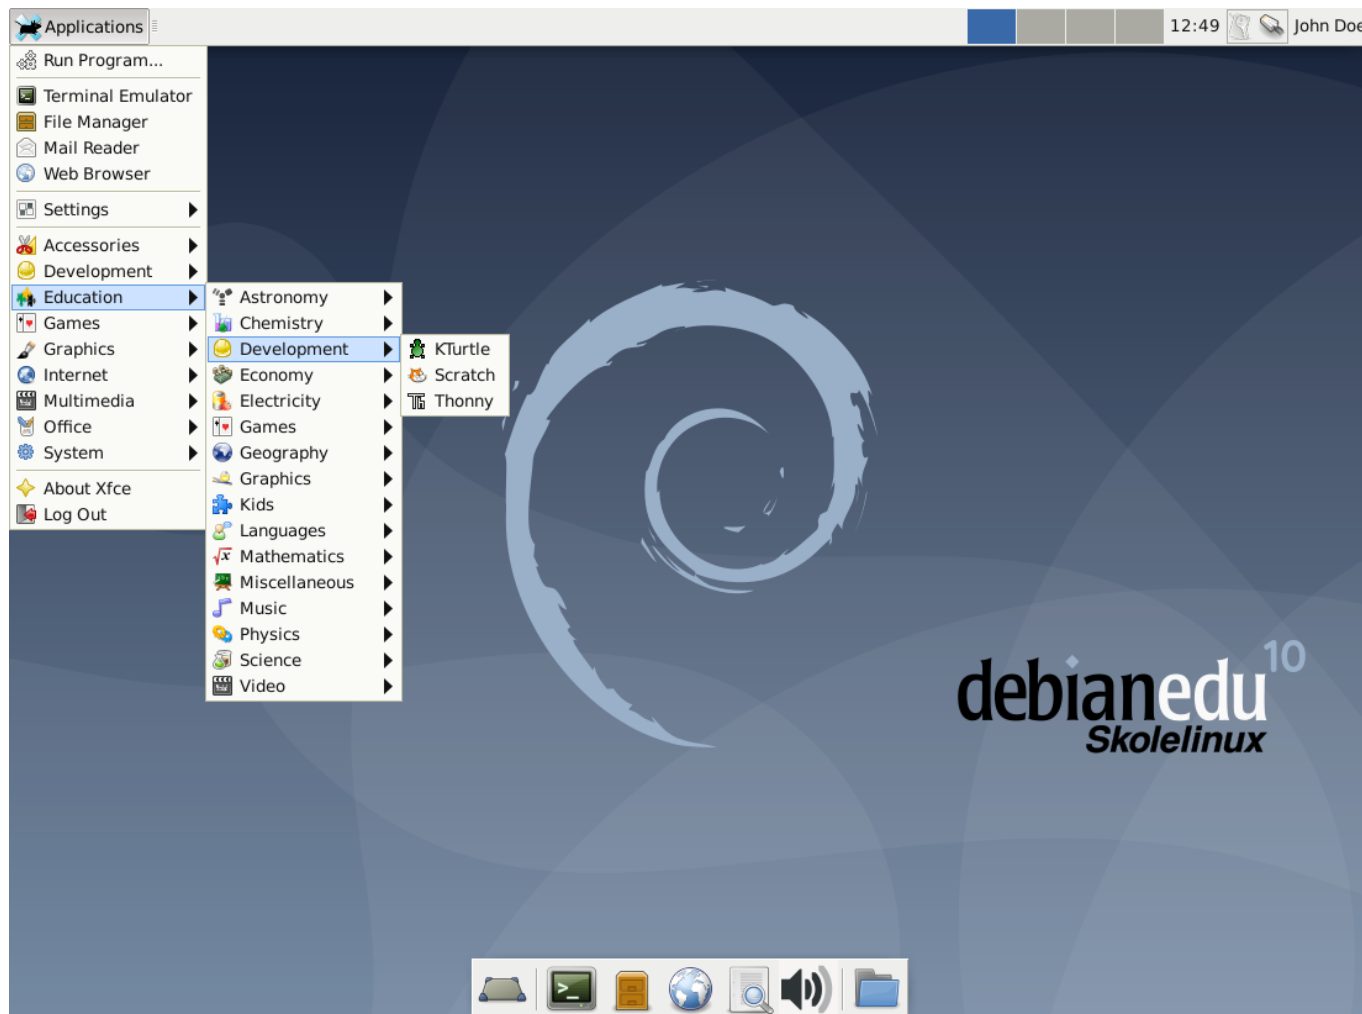 Applications
12:49
John Doe
Run Program...
Terminal Emulator
File Manager
Mail Reader
Web Browser
Settings
Accessories
Development
Education
Games
Graphics
Internet
Multimedia
Office
System
About Xfce
Log Out
Astronomy
Chemistry
Development
Economy
Electricity
Games
Geography
Graphics
Kids
Languages
Mathematics
Miscellaneous
Music
Physics
Science
Video
KTurtle
Scratch
Thonny
debianedu 10
Skolelinux